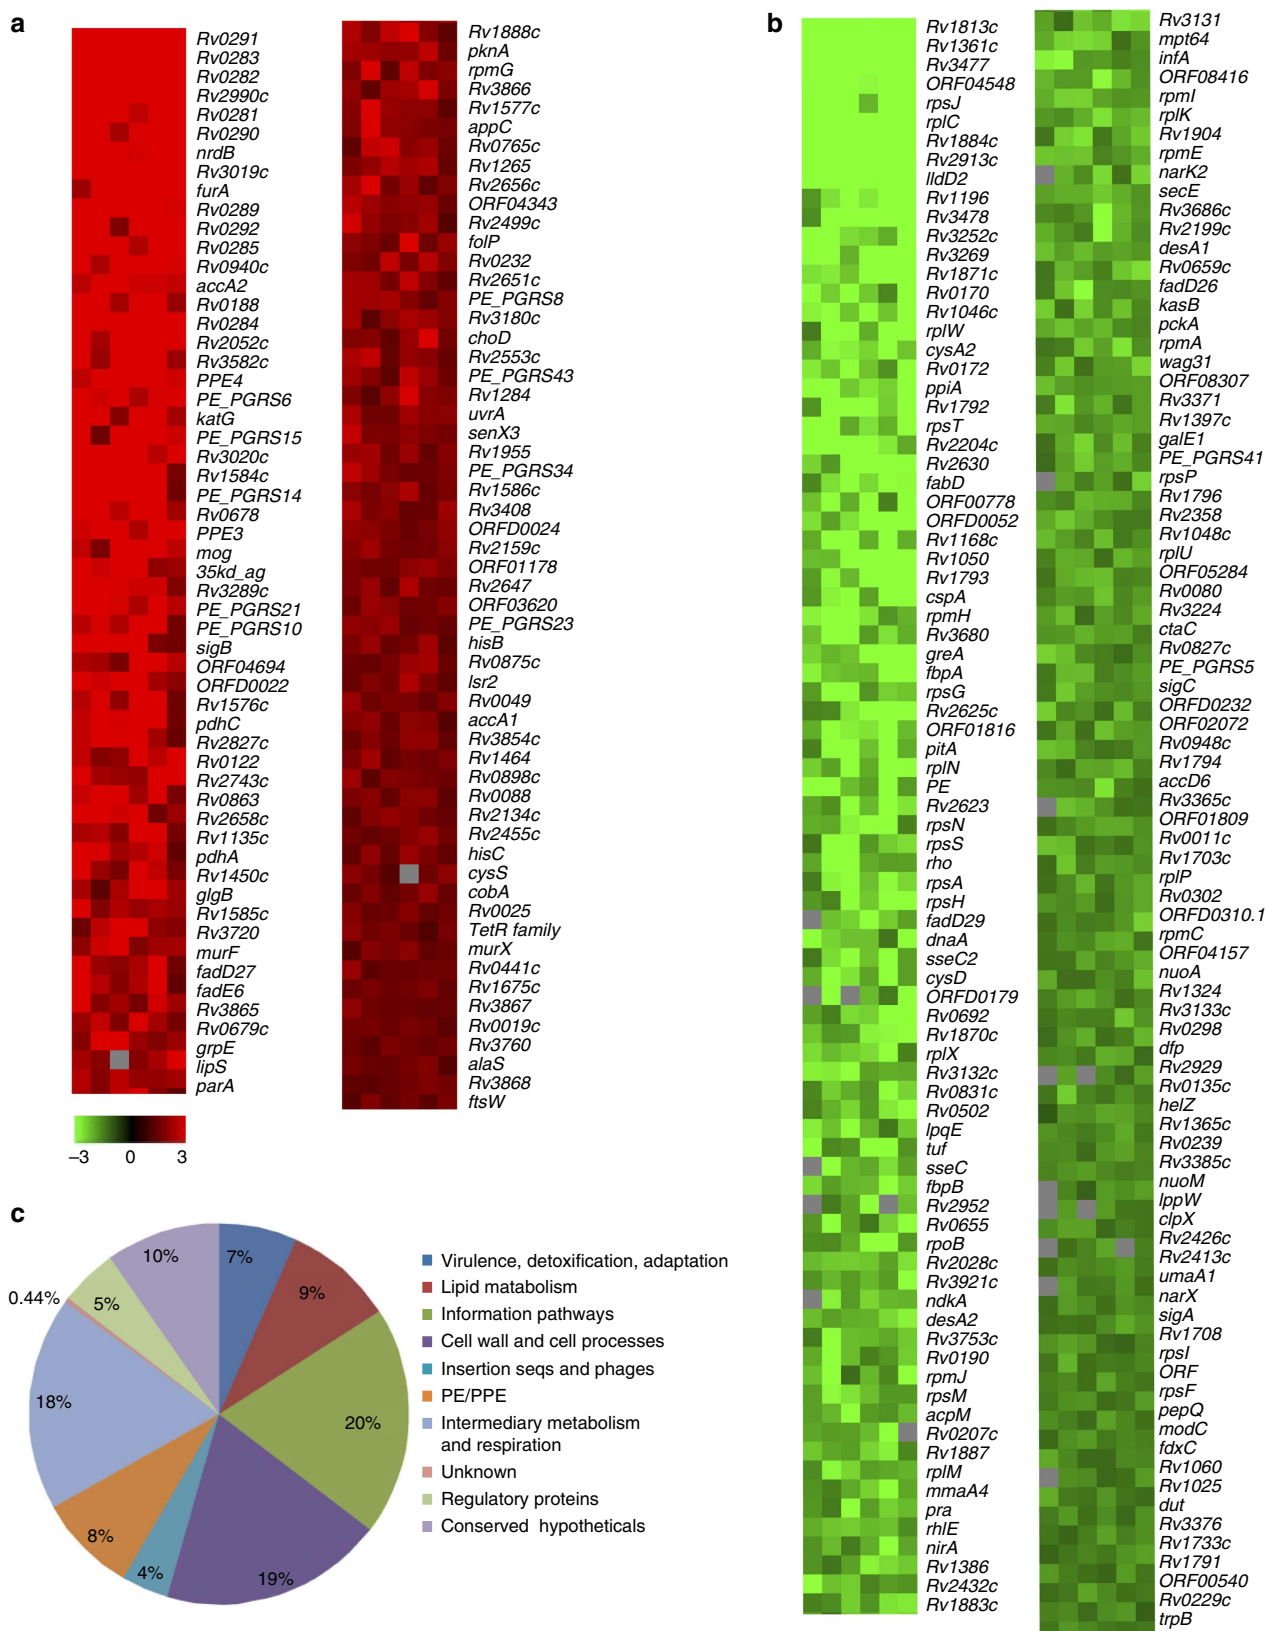 a
Rv0291
Rv0283
Rv0282
Rv2990c
Rv0281
Rv0290
nrdB
Rv3019c
furA
Rv0289
Rv0292
Rv0285
Rv0940c
accA2
Rv0188
Rv0284
Rv2052c
Rv3582c
PPE4
PE_PGRS6
katG
PE_PGRS15
Rv3020c
Rv1584c
PE_PGRS14
Rv0678
PPE3
mog
35kd_ag
Rv3289c
PE_PGRS21
PE_PGRS10
sigB
ORF04694
ORFD0022
Rv1576c
pdhC
Rv2827c
Rv0122
Rv2743c
Rv0863
Rv2658c
Rv1135c
pdhA
Rv1450c
glgB
Rv1585c
Rv3720
murF
fadD27
fadE6
Rv3865
Rv0679c
grpE
lipS
parA
Rv1888c
pknA
rpmG
Rv3866
Rv1577c
appC
Rv0765c
Rv1265
Rv2656c
ORF04343
Rv2499c
folP
Rv0232
Rv2651c
PE_PGRS8
Rv3180c
choD
Rv2553c
PE_PGRS43
Rv1284
uvrA
senX3
Rv1955
PE_PGRS34
Rv1586c
Rv3408
ORFD0024
Rv2159c
ORF01178
Rv2647
ORF03620
PE_PGRS23
hisB
Rv0875c
lsr2
Rv0049
accA1
Rv3854c
Rv1464
Rv0898c
Rv0088
Rv2134c
Rv2455c
hisC
cysS
cobA
Rv0025
TetR family
murX
Rv0441c
Rv1675c
Rv3867
Rv0019c
Rv3760
alaS
Rv3868
ftsW
−3 0 3
b
Rv1813c
Rv1361c
Rv3477
ORF04548
rpsJ
rplC
Rv1884c
Rv2913c
lldD2
Rv1196
Rv3478
Rv3252c
Rv3269
Rv1871c
Rv0170
Rv1046c
rplW
cysA2
Rv0172
ppiA
Rv1792
rpsT
Rv2204c
Rv2630
fabD
ORF00778
ORFD0052
Rv1168c
Rv1050
Rv1793
cspA
rpmH
Rv3680
greA
fbpA
rpsG
Rv2625c
ORF01816
pitA
rplN
PE
Rv2623
rpsN
rpsS
rho
rpsA
rpsH
fadD29
dnaA
sseC2
cysD
ORFD0179
Rv0692
Rv1870c
rplX
Rv3132c
Rv0831c
Rv0502
lpqE
tuf
sseC
fbpB
Rv2952
Rv0655
rpoB
Rv2028c
Rv3921c
ndkA
desA2
Rv3753c
Rv0190
rpmJ
rpsM
acpM
Rv0207c
Rv1887
rplM
mmaA4
pra
rhlE
nirA
Rv1386
Rv2432c
Rv1883c
Rv3131
mpt64
infA
ORF08416
rpmI
rplK
Rv1904
rpmE
narK2
secE
Rv3686c
Rv2199c
desA1
Rv0659c
fadD26
kasB
pckA
rpmA
wag31
ORF08307
Rv3371
Rv1397c
galE1
PE_PGRS41
rpsP
Rv1796
Rv2358
Rv1048c
rplU
ORF05284
Rv0080
Rv3224
ctaC
Rv0827c
PE_PGRS5
sigC
ORFD0232
ORF02072
Rv0948c
Rv1794
accD6
Rv3365c
ORF01809
Rv0011c
Rv1703c
rplP
Rv0302
ORFD0310.1
rpmC
ORF04157
nuoA
Rv1324
Rv3133c
Rv0298
dfp
Rv2929
Rv0135c
helZ
Rv1365c
Rv0239
Rv3385c
nuoM
lppW
clpX
Rv2426c
Rv2413c
umaA1
narX
sigA
Rv1708
rpsI
ORF
rpsF
pepQ
modC
fdxC
Rv1060
Rv1025
dut
Rv3376
Rv1733c
Rv1791
ORF00540
Rv0229c
trpB
c
7%
9%
20%
19%
4%
8%
18%
0.44%
5%
10%
Virulence, detoxification, adaptation
Lipid matabolism
Information pathways
Cell wall and cell processes
Insertion seqs and phages
PE/PPE
Intermediary metabolism
and respiration
Unknown
Regulatory proteins
Conserved hypotheticals